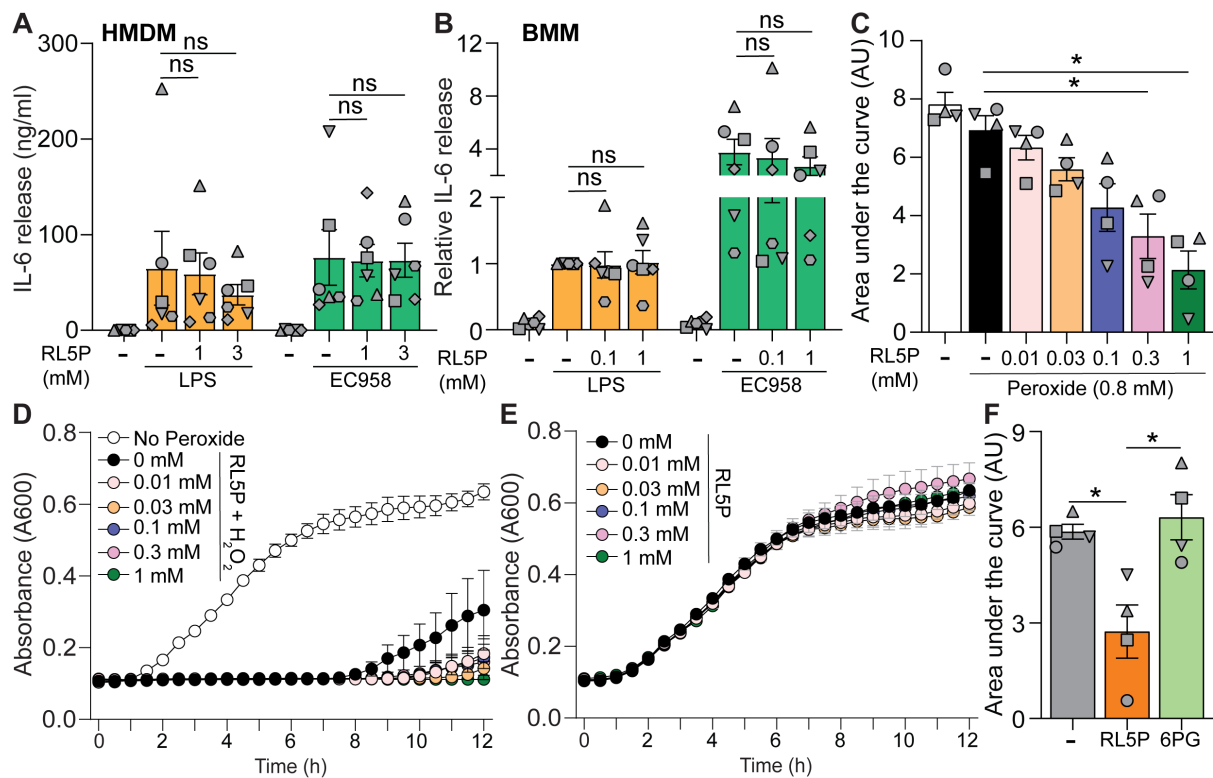 A HMDM
IL-6 release (ng/ml)
300
200
100
50
0
ns
ns
ns
ns
RL5P (mM)
- - 1 3 - - 1 3
LPS EC958
B BMM
Relative IL-6 release
12
8
4
2
1
0
ns
ns
ns
ns
RL5P (mM)
- - 0.1 1 - - 0.1 1
LPS EC958
C
Area under the curve (AU)
10
8
6
4
2
0
*
*
RL5P (mM)
- - 0.01 0.03 0.1 0.3 1
Peroxide (0.8 mM)
D
Absorbance (A600)
0.8
0.6
0.4
0.2
0.0
No Peroxide
0 mM
0.01 mM
0.03 mM
0.1 mM
0.3 mM
1 mM
RL5P + H2O2
0 2 4 6 8 10 12
Time (h)
E
Absorbance (A600)
0.8
0.6
0.4
0.2
0.0
0 mM
0.01 mM
0.03 mM
0.1 mM
0.3 mM
1 mM
RL5P
0 2 4 6 8 10 12
Time (h)
F
Area under the curve (AU)
9
6
3
0
*
*
- RL5P 6PG